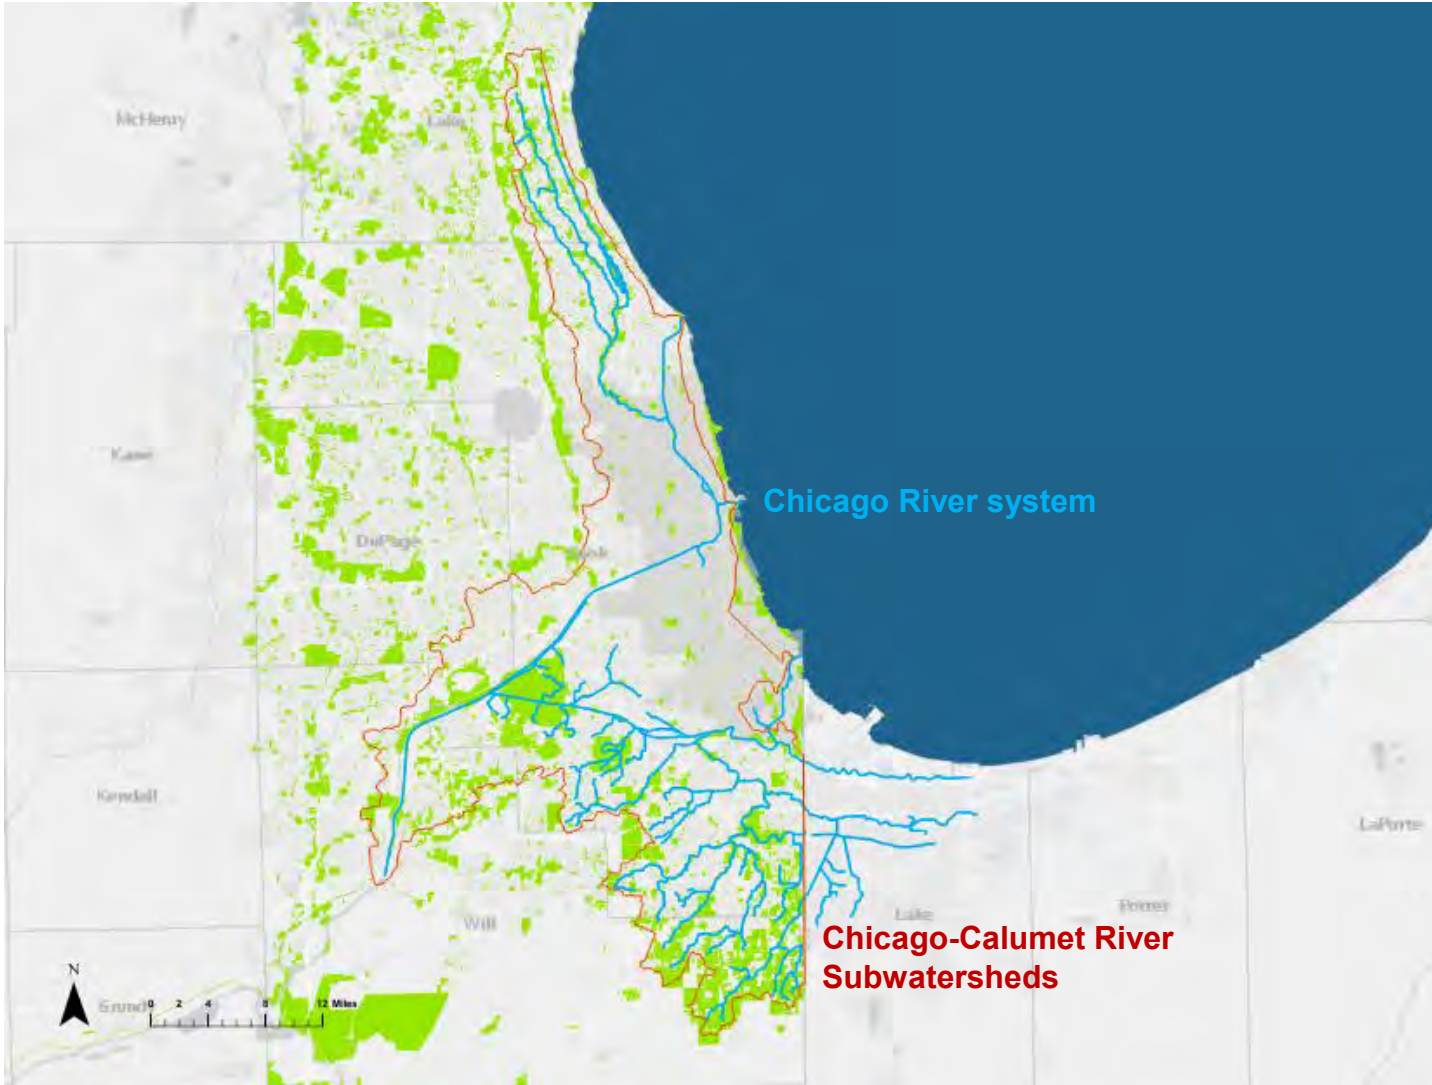 McHenry
Lake
Kane
Chicago River system
DuPage
Cook
Kendall
LaPorte
Lake
Porter
Will
Chicago-Calumet River
Subwatersheds
N
Grundy
0 2 4 8 12 Miles